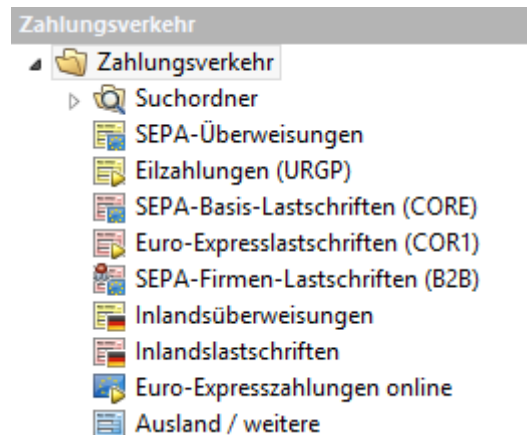 Zahlungsverkehr
Zahlungsverkehr
Suchordner
SEPA-Überweisungen
Eilzahlungen (URGP)
SEPA-Basis-Lastschriften (CORE)
Euro-Expresslastschriften (COR1)
SEPA-Firmen-Lastschriften (B2B)
Inlandsüberweisungen
Inlandslastschriften
Euro-Expresszahlungen online
Ausland / weitere